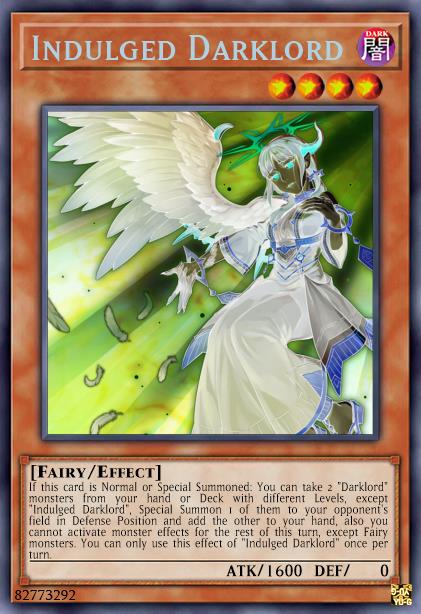 INDULGED DARKLORD
DARK
闇
[FAIRY/EFFECT]
If this card is Normal or Special Summoned: You can take 2 "Darklord"
monsters from your hand or Deck with different Levels, except
"Indulged Darklord", Special Summon 1 of them to your opponent's
field in Defense Position and add the other to your hand, also you
cannot activate monster effects for the rest of this turn, except Fairy
monsters. You can only use this effect of "Indulged Darklord" once per
turn.
ATK/1600 DEF/ 0
82773292